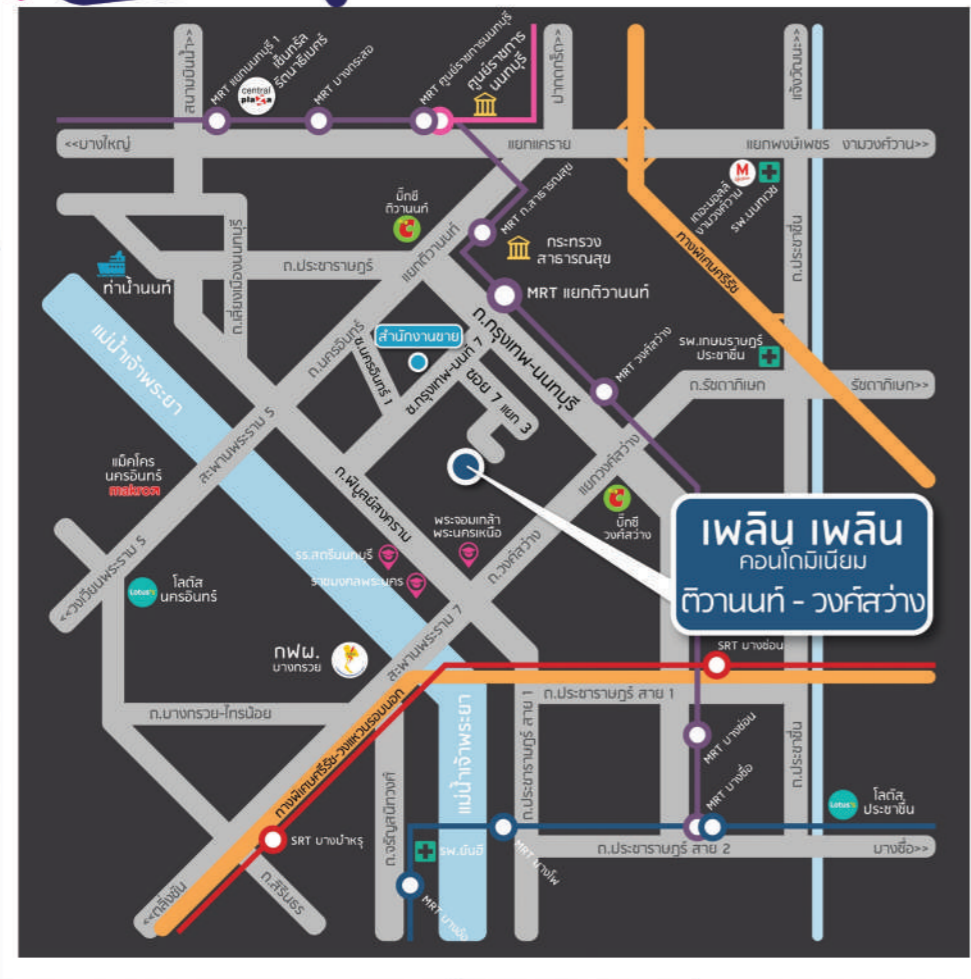 สนามบินน้ำ>>
MRT แยกนนทบุรี 1
central
plaza
เซ็นทรัล
รัตนาธิเบศร์
MRT บางกระสอ
MRT ศูนย์ราชการนนทบุรี
ศูนย์ราชการ
นนทบุรี
ปากเกร็ด>>
แจ้งวัฒนะ>>
<<บางใหญ่
แยกแคราย
แยกพงษ์เพชร
งามวงศ์วาน>>
เดอะมอลล์
งามวงศ์วาน
รพ.นนทเวช
บิ๊กซี
ติวานนท์
MRT ก.สาธารณสุข
กระทรวง
สาธารณสุข
ทางพิเศษศรีรัช
ถ.ประชาชื่น
ท่าน้ำนนท์
ถ.เลี่ยงเมืองนนทบุรี
ถ.ประชาราษฎร์
แยกติวานนท์
MRT แยกติวานนท์
แม่น้ำเจ้าพระยา
ถ.นครอินทร์
ซ.นครอินทร์ 1
สำนักงานขาย
ซ.กรุงเทพ-นนท์ 7
ถ.กรุงเทพ-นนทบุรี
ซอย 7 แยก 3
MRT วงศ์สว่าง
รพ.เกษมราษฎร์
ประชาชื่น
ถ.รัชดาภิเษก
รัชดาภิเษก>>
สะพานพระราม 5
แม็คโคร
นครอินทร์
makro
ถ.พิบูลย์สงคราม
แยกวงศ์สว่าง
บิ๊กซี
วงศ์สว่าง
พระจอมเกล้า
พระนครเหนือ
รร.สตรีนนทบุรี
ราชมงคลพระนคร
ถ.วงศ์สว่าง
เพลิน เพลิน
คอนโดมิเนียม
ติวานนท์ - วงศ์สว่าง
<<วงเวียนพระราม 5
Lotus's
โลตัส
นครอินทร์
กฟผ.
บางกรวย
สะพานพระราม 7
SRT บางซ่อน
ถ.บางกรวย-ไทรน้อย
ทางพิเศษศรีรัช-วงแหวนรอบนอก
แม่น้ำเจ้าพระยา
ถ.ประชาราษฎร์ สาย 1
ถ.ประชาราษฎร์ สาย 1
MRT บางซ่อน
ถ.ประชาชื่น
MRT บางซื่อ
Lotus's
โลตัส
ประชาชื่น
SRT บางบำหรุ
ถ.จรัญสนิทวงศ์
รพ.ยันฮี
MRT บางโพ
ถ.ประชาราษฎร์ สาย 2
บางซื่อ>>
<<ตลิ่งชัน
ถ.สิรินธร